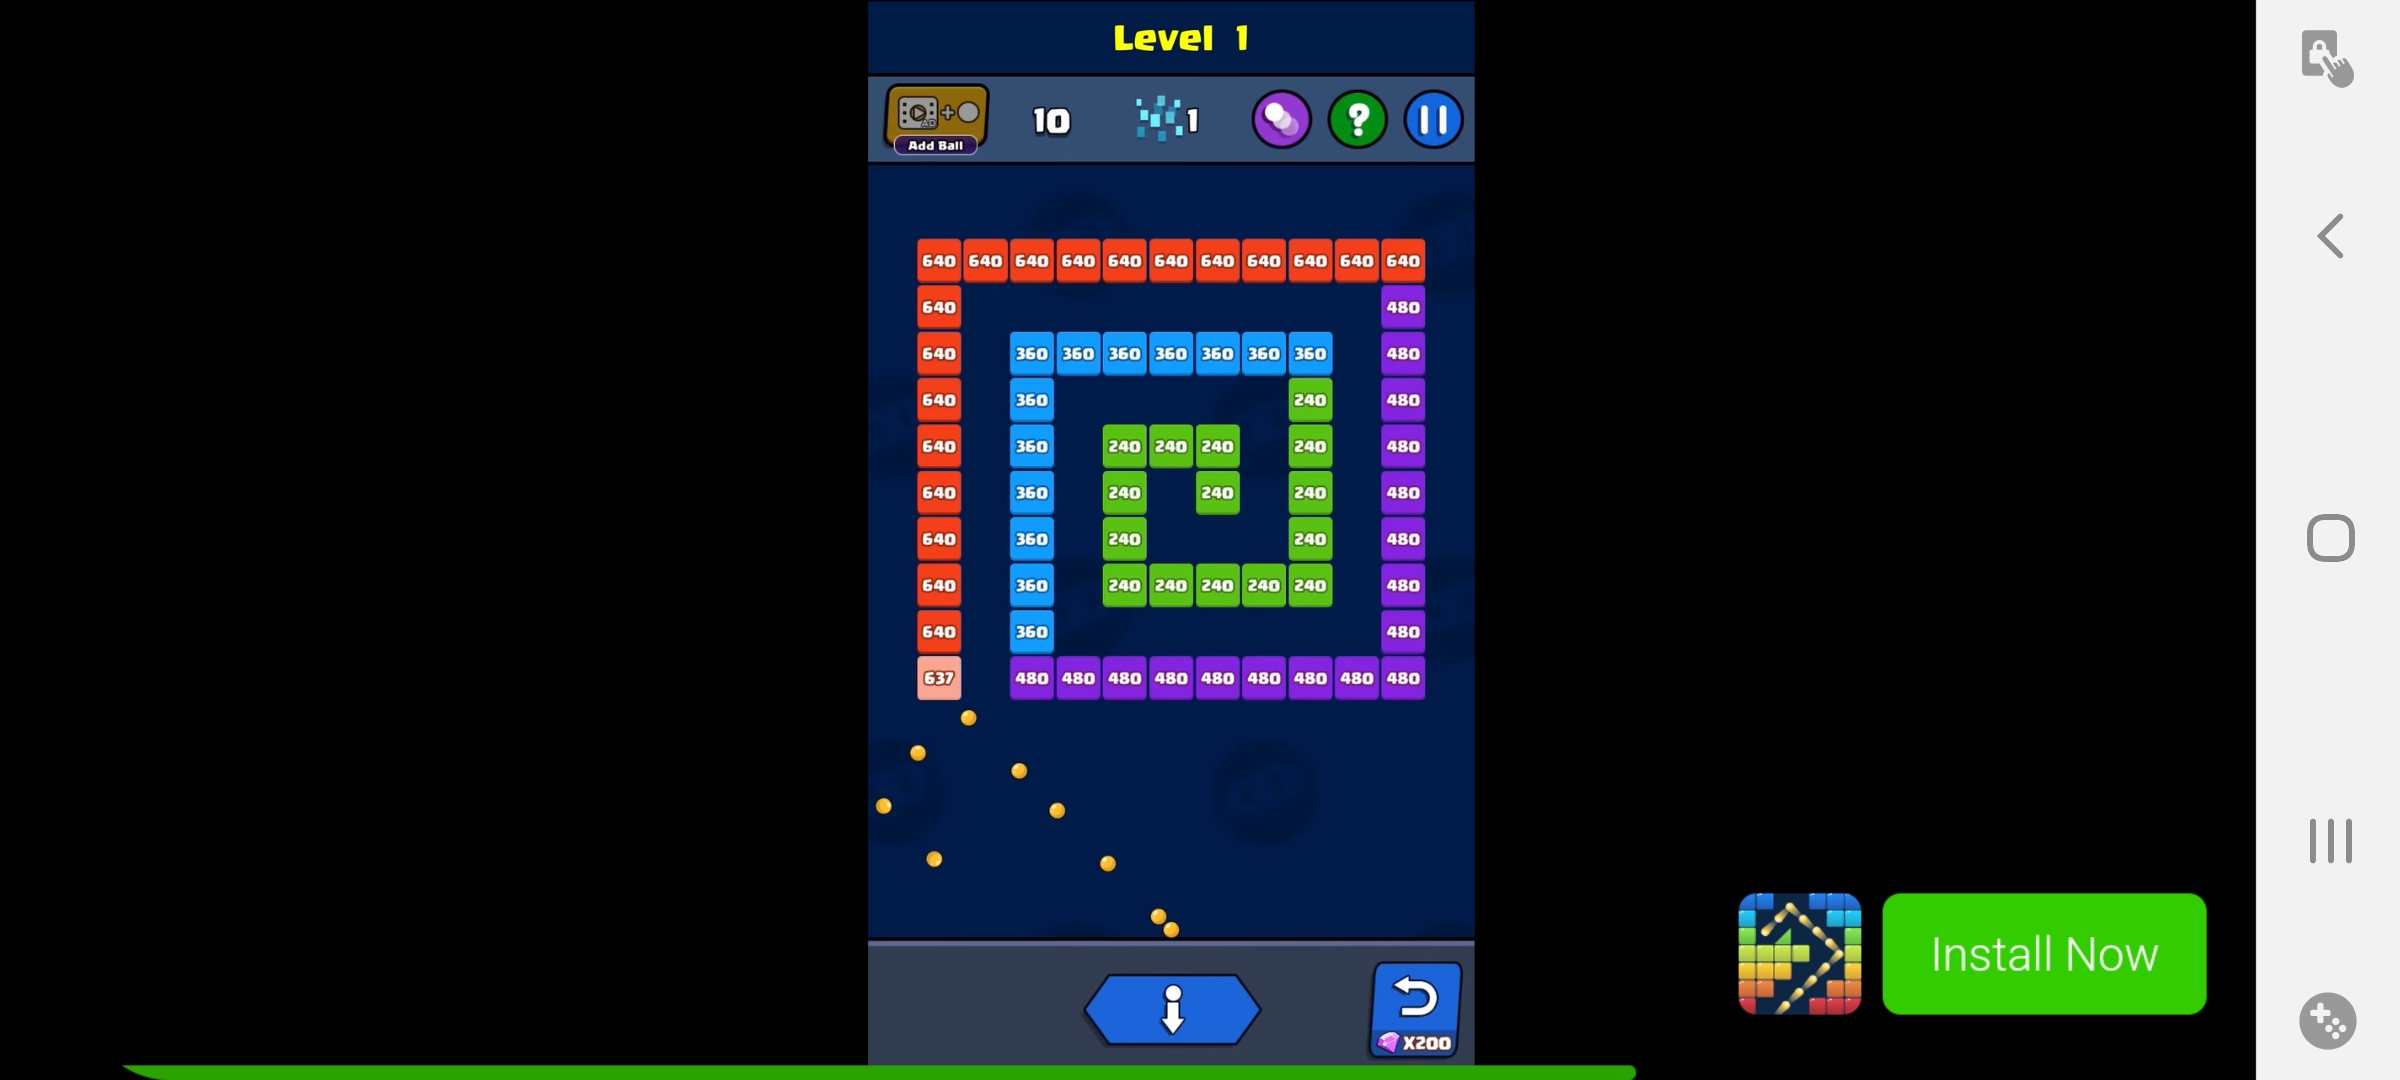 Level 1
AD +
Add Ball
10
1
?
640 640 640 640 640 640 640 640 640 640 640
640 480
640 360 360 360 360 360 360 360 480
640 360 240 480
640 360 240 240 240 240 480
640 360 240 240 240 480
640 360 240 240 480
640 360 240 240 240 240 240 480
640 360 480
637 480 480 480 480 480 480 480 480 480
Install Now
X200